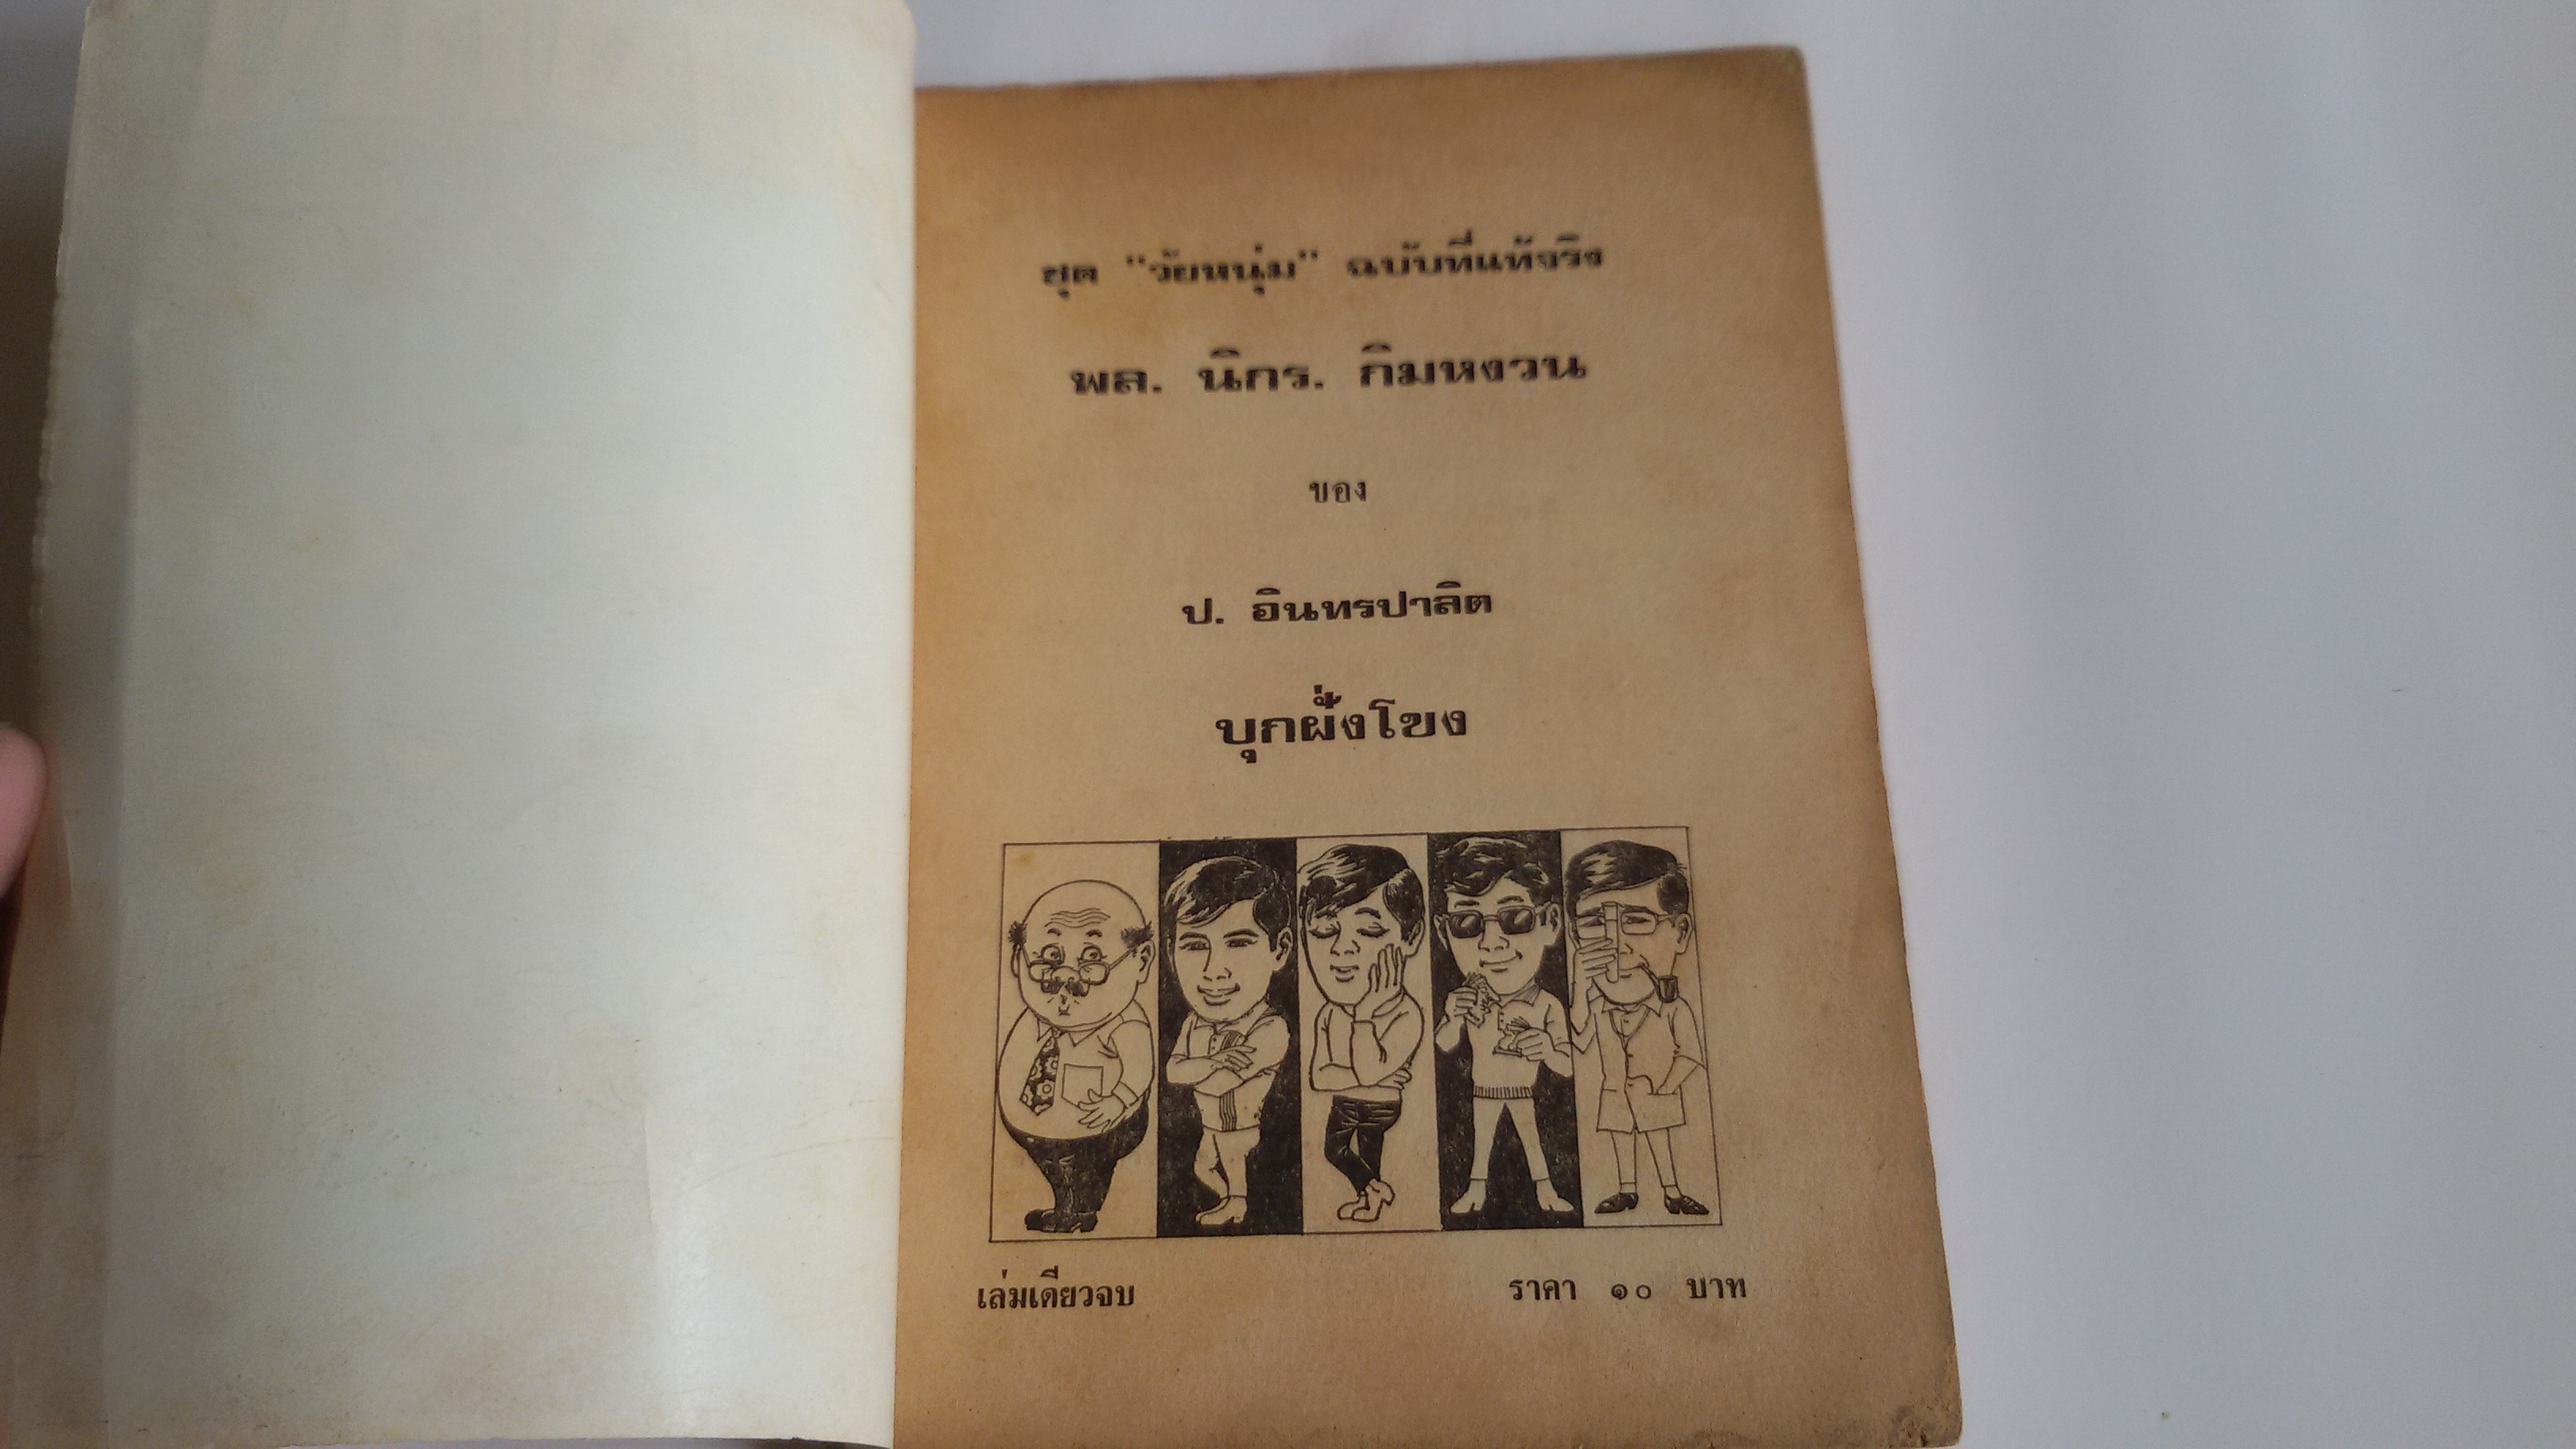 ชุด "วัยหนุ่ม" ฉบับที่แท้จริง
พล. นิกร. กิมหงวน
ของ
ป. อินทรปาลิต
บุกฝั่งโขง
เล่มเดียวจบ ราคา ๑๐ บาท